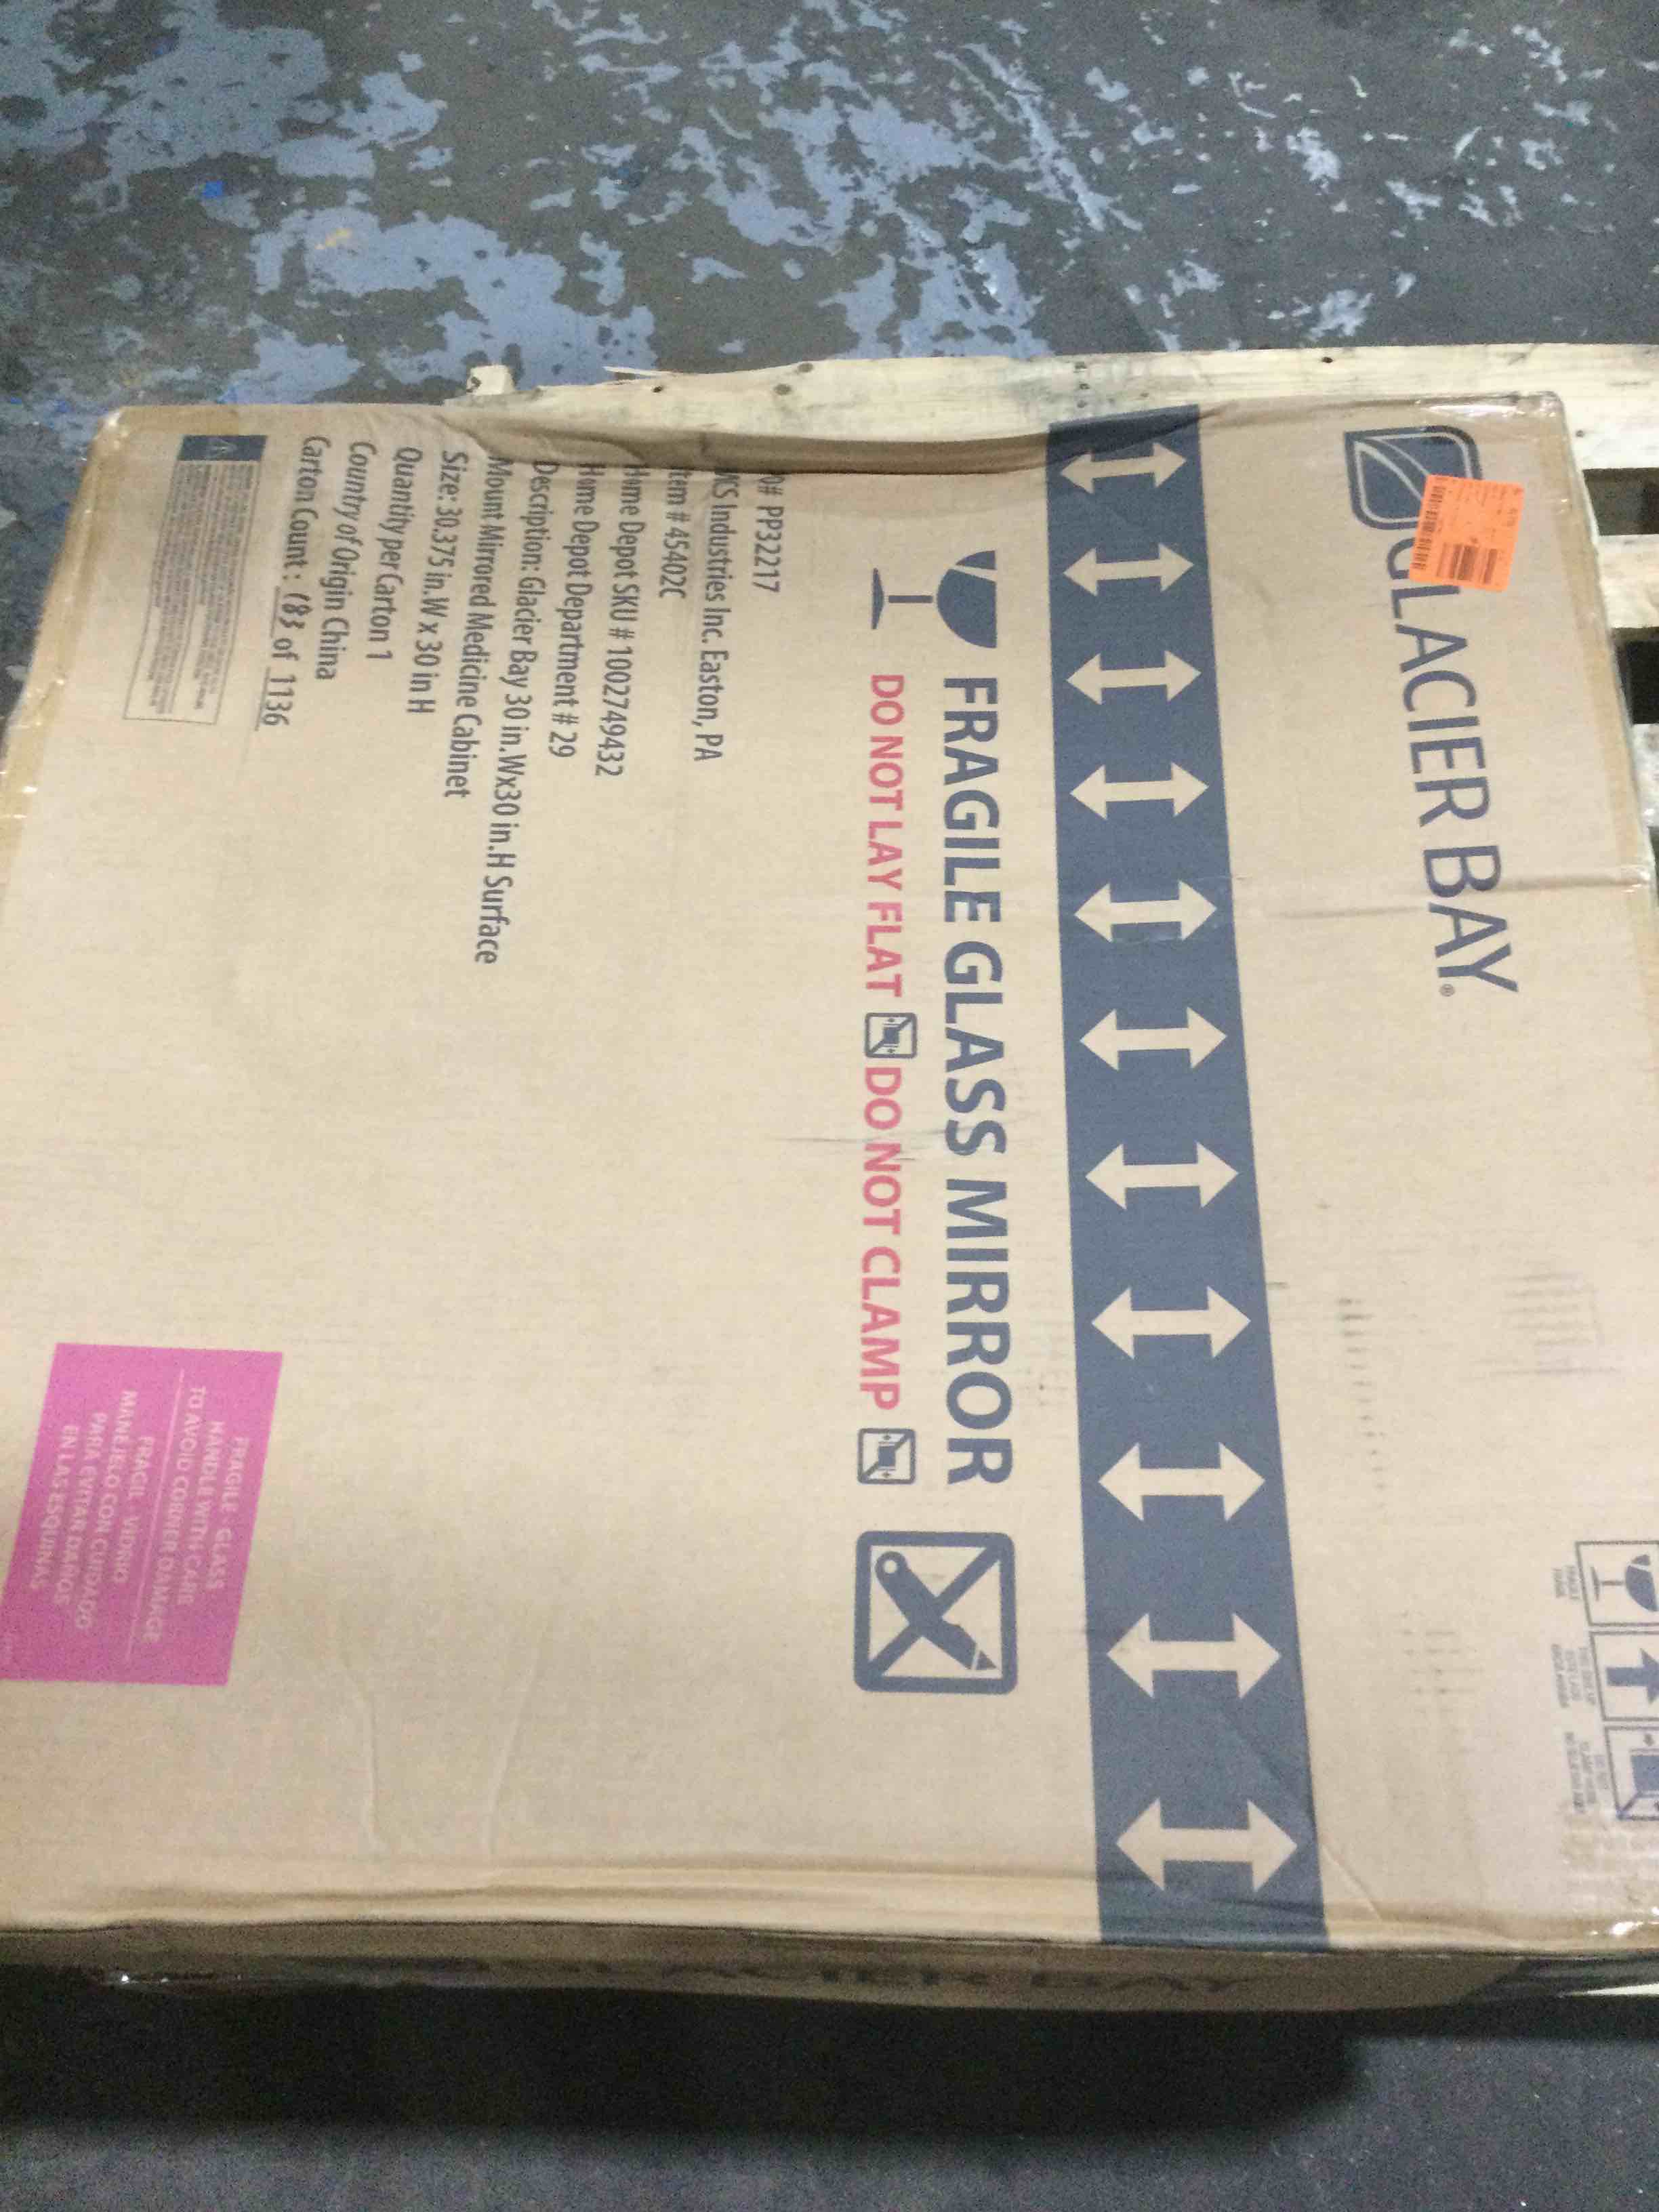 GLACIER BAY®
FRAGILE GLASS MIRROR
DO NOT LAY FLAT DO NOT CLAMP
PP32217
Industries Inc. Easton, PA
Item # 45402C
Home Depot SKU # 1002749432
Home Depot Department # 29
Description: Glacier Bay 30 in.Wx30 in.H Surface
Mount Mirrored Medicine Cabinet
Size: 30.375 in.W x 30 in H
Quantity per Carton 1
Country of Origin China
Carton Count: 183 of 1136
FRAGILE - GLASS
HANDLE WITH CARE
TO AVOID CORNER DAMAGE
FRAGIL - VIDRIO
MANEJELO CON CUIDADO
PARA EVITAR DAÑOS
EN LAS ESQUINAS
GLACIER BAY